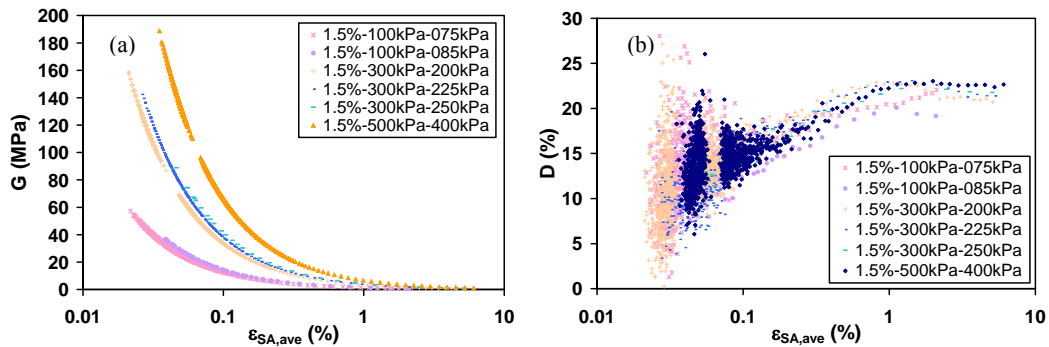 (a)
G (MPa)
200
180
160
140
120
100
80
60
40
20
0
0.01
0.1
1
10
ε_SA,ave (%)
1.5%-100kPa-075kPa
1.5%-100kPa-085kPa
1.5%-300kPa-200kPa
1.5%-300kPa-225kPa
1.5%-300kPa-250kPa
1.5%-500kPa-400kPa
(b)
D (%)
30%
25%
20%
15%
10%
5%
0%
0.01
0.1
1
10
ε_SA,ave (%)
1.5%-100kPa-075kPa
1.5%-100kPa-085kPa
1.5%-300kPa-200kPa
1.5%-300kPa-225kPa
1.5%-300kPa-250kPa
1.5%-500kPa-400kPa